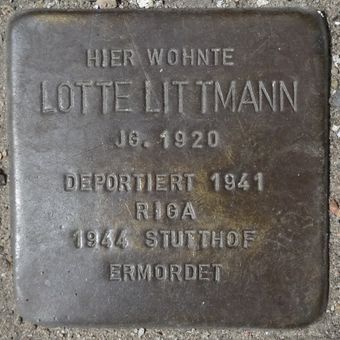 HIER WOHNTE
LOTTE LITTMANN
JG. 1920
DEPORTIERT 1941
RIGA
1944 STUTTHOF
ERMORDET